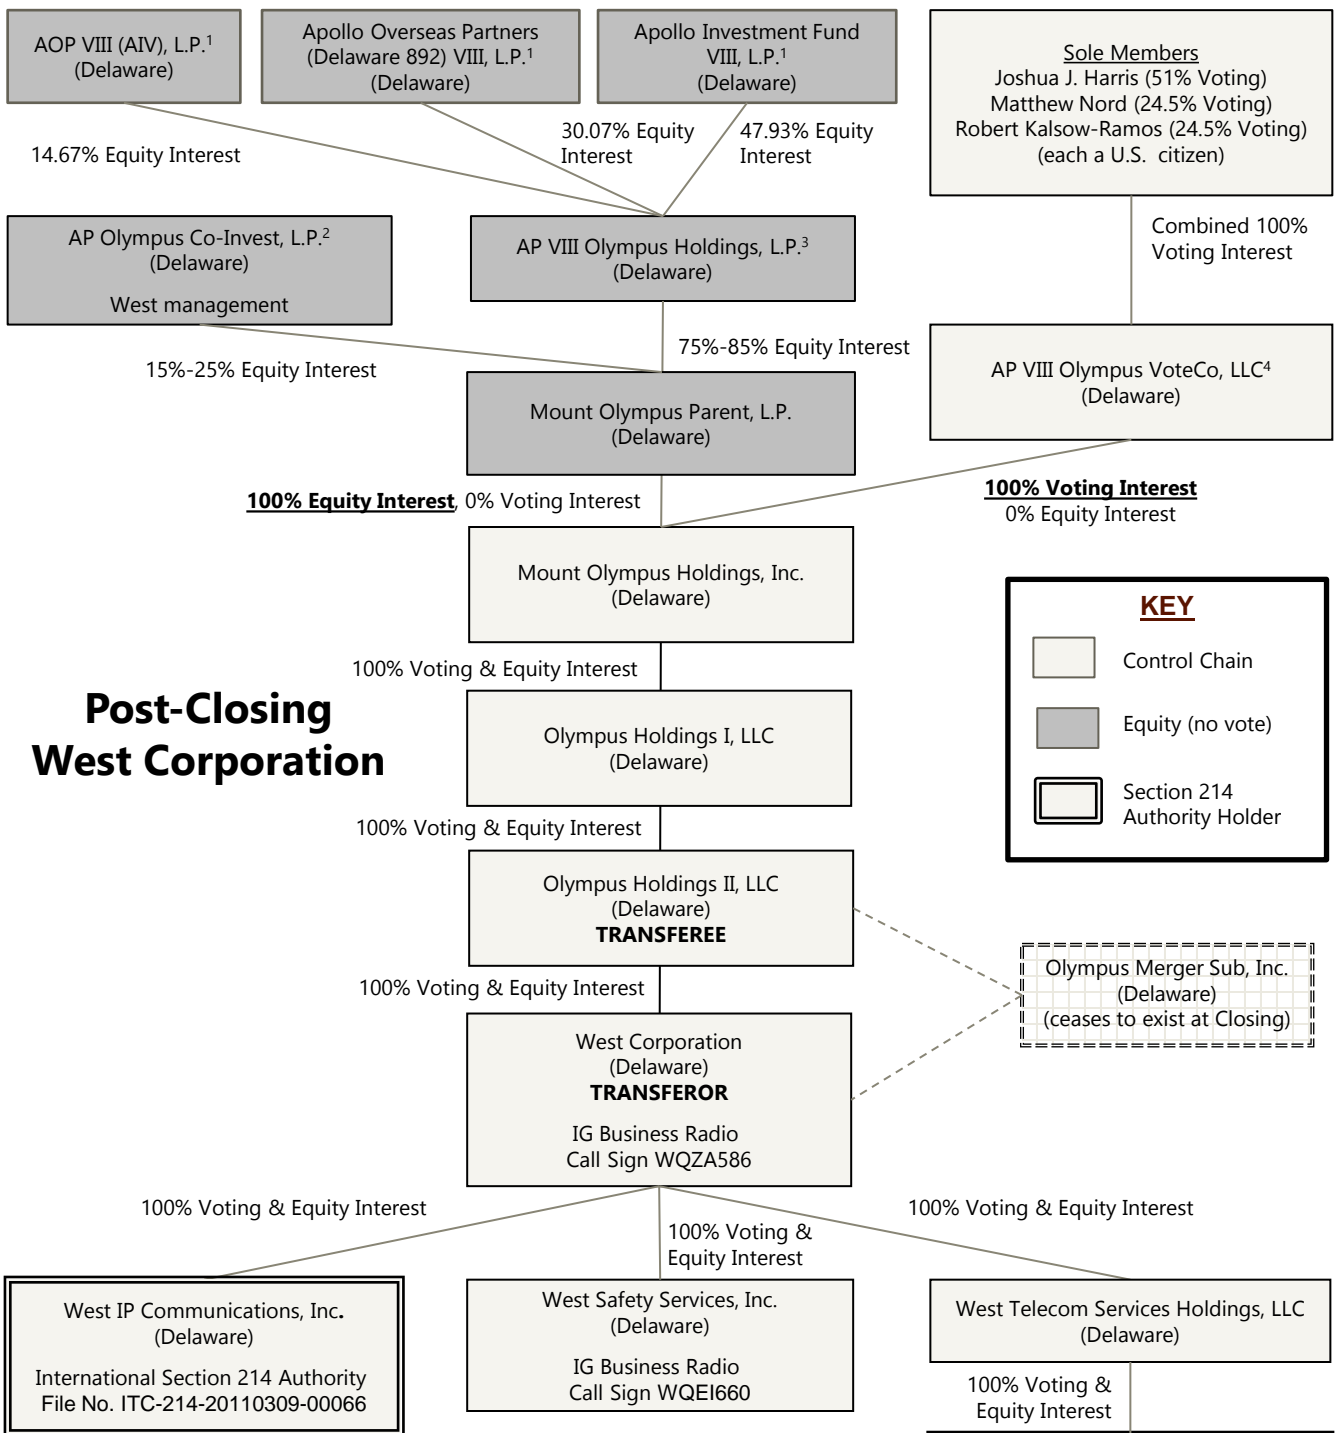 AOP VIII (AIV), L.P.1
(Delaware)
Apollo Overseas Partners
(Delaware 892) VIII, L.P.1
(Delaware)
Apollo Investment Fund
VIII, L.P.1
(Delaware)
Sole Members
Joshua J. Harris (51% Voting)
Matthew Nord (24.5% Voting)
Robert Kalsow-Ramos (24.5% Voting)
(each a U.S. citizen)
14.67% Equity Interest
30.07% Equity
Interest
47.93% Equity
Interest
Combined 100%
Voting Interest
AP Olympus Co-Invest, L.P.2
(Delaware)
West management
AP VIII Olympus Holdings, L.P.3
(Delaware)
15%-25% Equity Interest
75%-85% Equity Interest
AP VIII Olympus VoteCo, LLC4
(Delaware)
Mount Olympus Parent, L.P.
(Delaware)
100% Equity Interest, 0% Voting Interest
100% Voting Interest
0% Equity Interest
Mount Olympus Holdings, Inc.
(Delaware)
KEY
Control Chain
Equity (no vote)
Section 214
Authority Holder
100% Voting & Equity Interest
Post-Closing
West Corporation
Olympus Holdings I, LLC
(Delaware)
100% Voting & Equity Interest
Olympus Holdings II, LLC
(Delaware)
TRANSFEREE
Olympus Merger Sub, Inc.
(Delaware)
(ceases to exist at Closing)
100% Voting & Equity Interest
West Corporation
(Delaware)
TRANSFEROR
IG Business Radio
Call Sign WQZA586
100% Voting & Equity Interest
100% Voting &
Equity Interest
100% Voting & Equity Interest
West IP Communications, Inc.
(Delaware)
International Section 214 Authority
File No. ITC-214-20110309-00066
West Safety Services, Inc.
(Delaware)
IG Business Radio
Call Sign WQEI660
West Telecom Services Holdings, LLC
(Delaware)
100% Voting &
Equity Interest